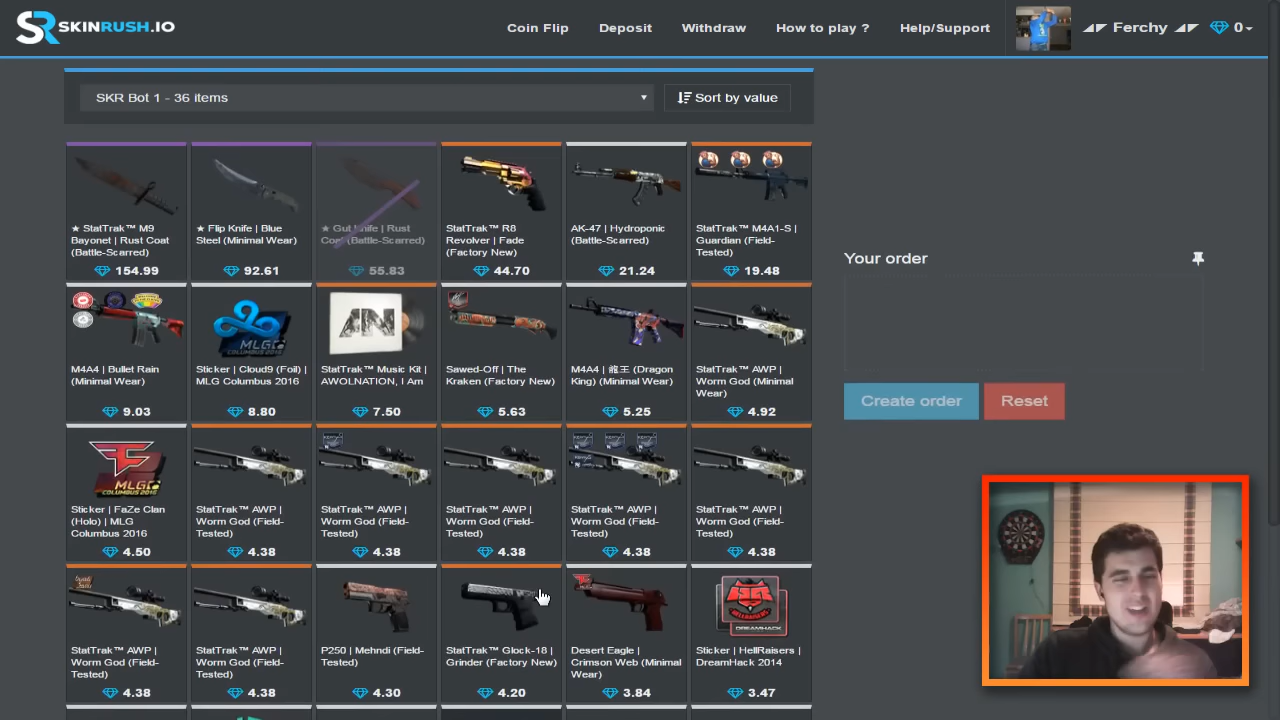 SR SKINRUSH.IO
Coin Flip Deposit Withdraw How to play ? Help/Support Ferchy 0
SKR Bot 1 - 36 items
Sort by value
★ StatTrak™ M9 Bayonet | Rust Coat (Battle-Scarred)
154.99
★ Flip Knife | Blue Steel (Minimal Wear)
92.61
★ Gut Knife | Rust Coat (Battle-Scarred)
55.83
StatTrak™ R8 Revolver | Fade (Factory New)
44.70
AK-47 | Hydroponic (Battle-Scarred)
21.24
StatTrak™ M4A1-S | Guardian (Field-Tested)
19.48
Your order
M4A4 | Bullet Rain (Minimal Wear)
9.03
MLG COLUMBUS 2016
Sticker | Cloud9 (Foil) | MLG Columbus 2016
8.80
AN
StatTrak™ Music Kit | AWOLNATION, I Am
7.50
Sawed-Off | The Kraken (Factory New)
5.63
M4A4 | 龍王 (Dragon King) (Minimal Wear)
5.25
StatTrak™ AWP | Worm God (Minimal Wear)
4.92
Create order
Reset
MLG COLUMBUS 2016
Sticker | FaZe Clan (Holo) | MLG Columbus 2016
4.50
StatTrak™ AWP | Worm God (Field-Tested)
4.38
StatTrak™ AWP | Worm God (Field-Tested)
4.38
StatTrak™ AWP | Worm God (Field-Tested)
4.38
StatTrak™ AWP | Worm God (Field-Tested)
4.38
StatTrak™ AWP | Worm God (Field-Tested)
4.38
StatTrak™ AWP | Worm God (Field-Tested)
4.38
StatTrak™ AWP | Worm God (Field-Tested)
4.38
P250 | Mehndi (Field-Tested)
4.30
StatTrak™ Glock-18 | Grinder (Factory New)
4.20
Desert Eagle | Crimson Web (Minimal Wear)
3.84
HELLRAISERS
DREAMHACK
Sticker | HellRaisers | DreamHack 2014
3.47